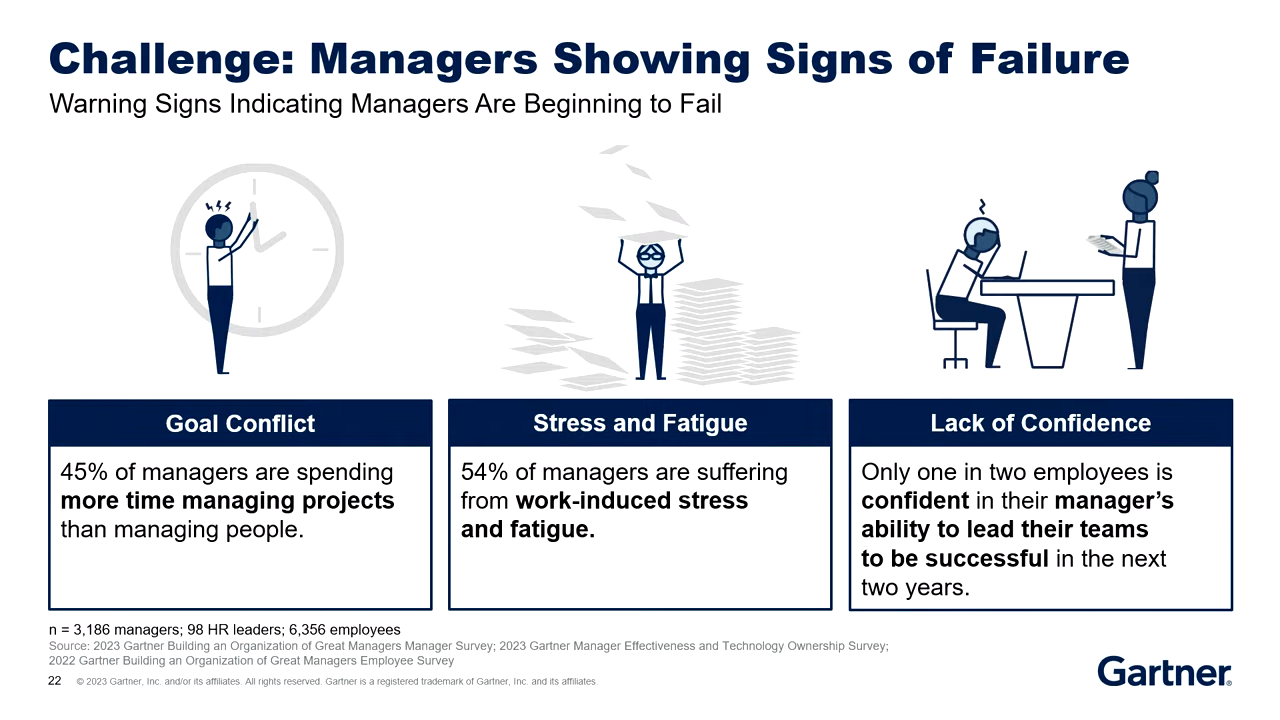 Challenge: Managers Showing Signs of Failure
Warning Signs Indicating Managers Are Beginning to Fail
Goal Conflict
45% of managers are spending
more time managing projects
than managing people.
Stress and Fatigue
54% of managers are suffering
from work-induced stress
and fatigue.
Lack of Confidence
Only one in two employees is
confident in their manager’s
ability to lead their teams
to be successful in the next
two years.
n = 3,186 managers; 98 HR leaders; 6,356 employees
Source: 2023 Gartner Building an Organization of Great Managers Manager Survey; 2023 Gartner Manager Effectiveness and Technology Ownership Survey;
2022 Gartner Building an Organization of Great Managers Employee Survey
22 © 2023 Gartner, Inc. and/or its affiliates. All rights reserved. Gartner is a registered trademark of Gartner, Inc. and its affiliates.
Gartner®